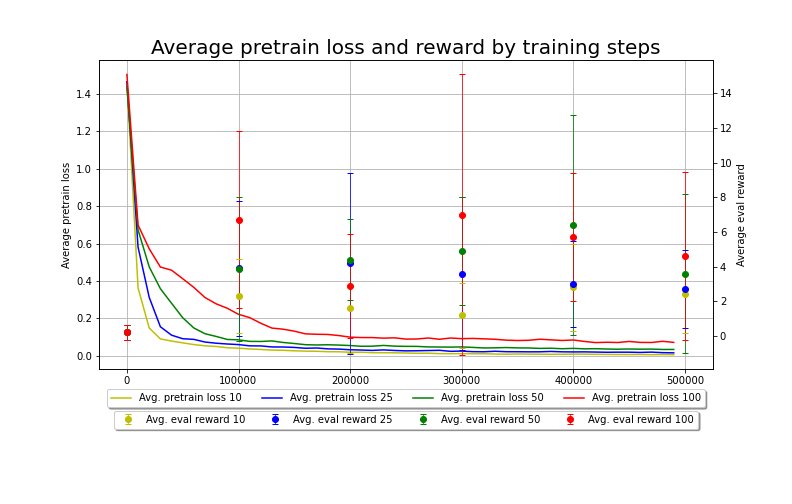 Average pretrain loss and reward by training steps
1.4
1.2
1.0
0.8
0.6
0.4
0.2
0.0
Average pretrain loss
14
12
10
8
6
4
2
0
Average eval reward
0 100000 200000 300000 400000 500000
Avg. pretrain loss 10 Avg. pretrain loss 25 Avg. pretrain loss 50 Avg. pretrain loss 100
Avg. eval reward 10 Avg. eval reward 25 Avg. eval reward 50 Avg. eval reward 100